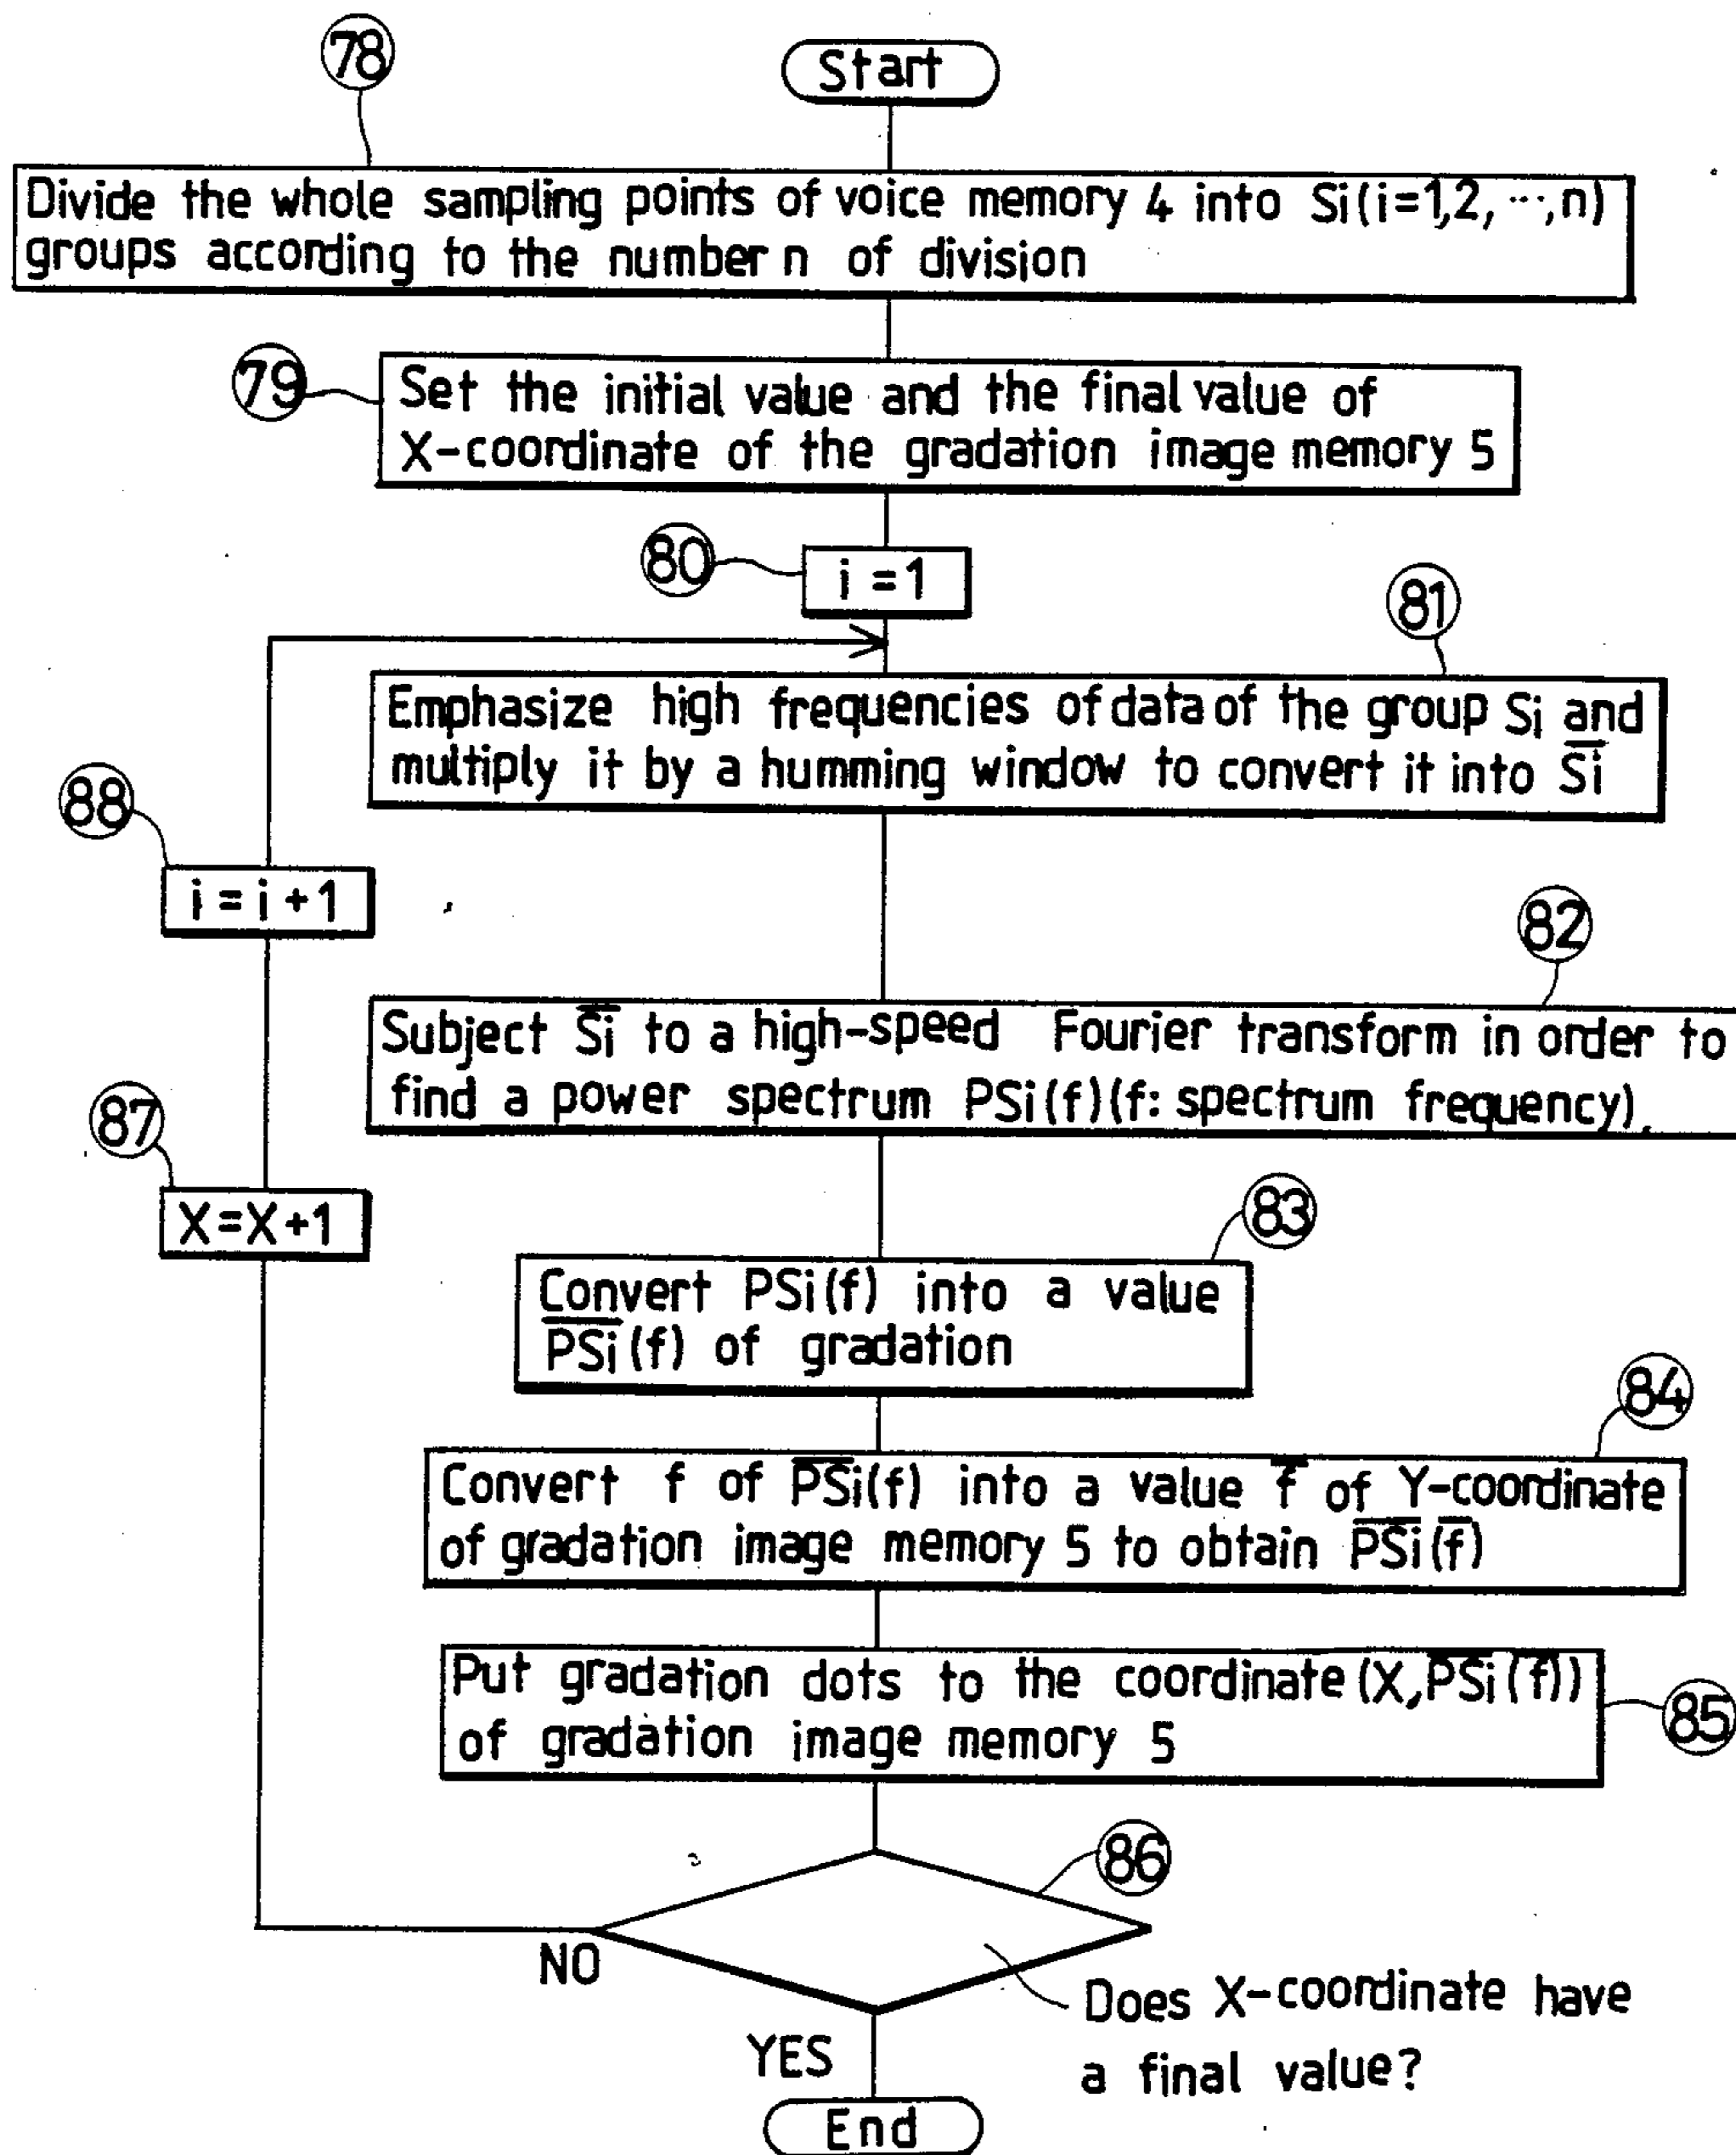 78
Start
Divide the whole sampling points of voice memory 4 into Si(i=1,2, ···, n)
groups according to the number n of division
79
Set the initial value and the final value of
X-coordinate of the gradation image memory 5
80
i = 1
81
Emphasize high frequencies of data of the group Si and
multiply it by a humming window to convert it into S̅i̅
88
i = i + 1
82
Subject S̅i̅ to a high-speed Fourier transform in order to
find a power spectrum PSi(f)(f: spectrum frequency).
87
X=X+1
83
Convert PSi(f) into a value
P̅S̅i̅(f) of gradation
84
Convert f of P̅S̅i̅(f) into a value f̅ of Y-coordinate
of gradation image memory 5 to obtain P̅S̅i̅(f̅)
Put gradation dots to the coordinate (X,P̅S̅i̅(f̅))
of gradation image memory 5
85
86
NO
Does X-coordinate have
a final value?
YES
End